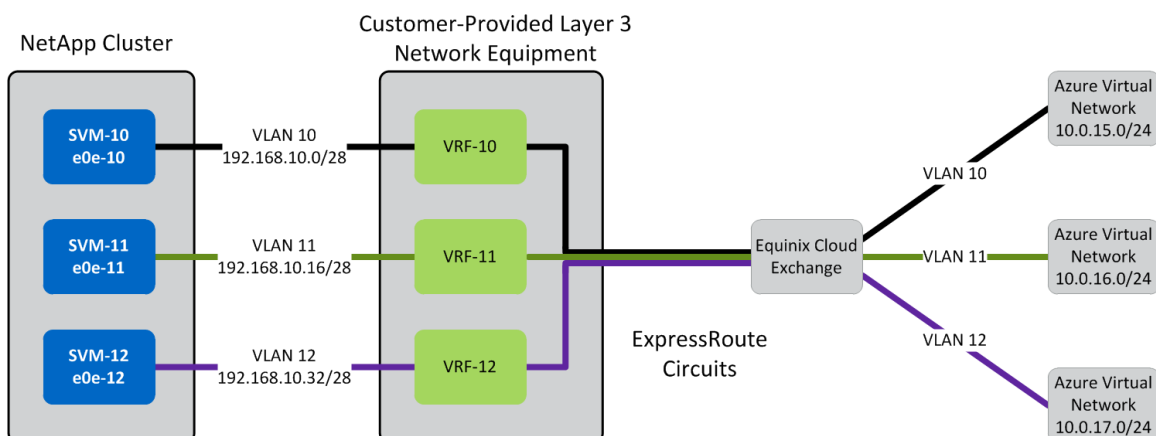 NetApp Cluster
Customer-Provided Layer 3
Network Equipment
SVM-10
e0e-10
VLAN 10
192.168.10.0/28
VRF-10
SVM-11
e0e-11
VLAN 11
192.168.10.16/28
VRF-11
SVM-12
e0e-12
VLAN 12
192.168.10.32/28
VRF-12
ExpressRoute
Circuits
Equinix Cloud
Exchange
VLAN 10
VLAN 11
VLAN 12
Azure Virtual
Network
10.0.15.0/24
Azure Virtual
Network
10.0.16.0/24
Azure Virtual
Network
10.0.17.0/24